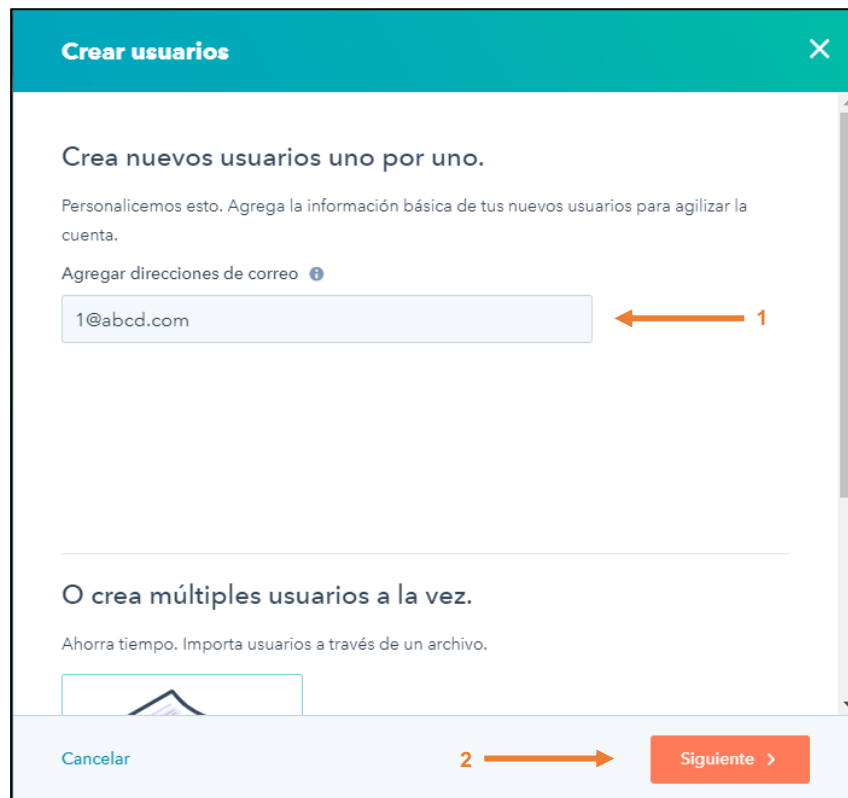 Crear usuarios
Crea nuevos usuarios uno por uno.
Personalicemos esto. Agrega la información básica de tus nuevos usuarios para agilizar la
cuenta.
Agregar direcciones de correo
1@abcd.com
1
O crea múltiples usuarios a la vez.
Ahorra tiempo. Importa usuarios a través de un archivo.
Cancelar
2
Siguiente